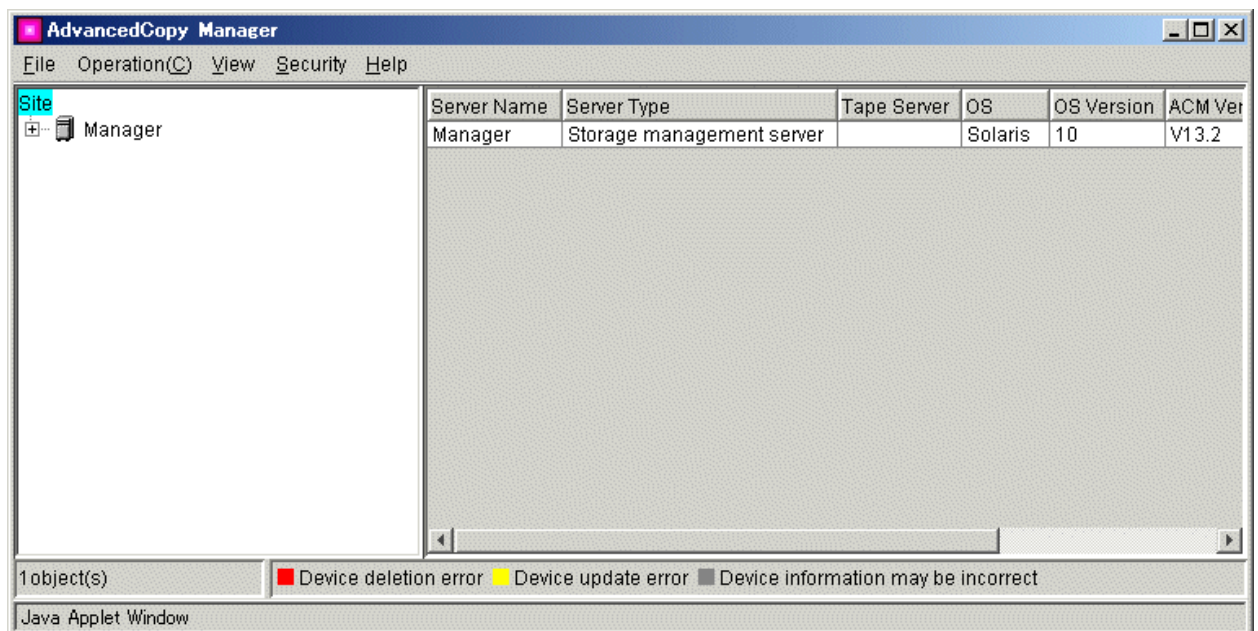 AdvancedCopy Manager
File Operation(C) View Security Help
Site
Manager
Server Name Server Type Tape Server OS OS Version ACM Ver
Manager Storage management server Solaris 10 V13.2
1object(s)
Device deletion error Device update error Device information may be incorrect
Java Applet Window